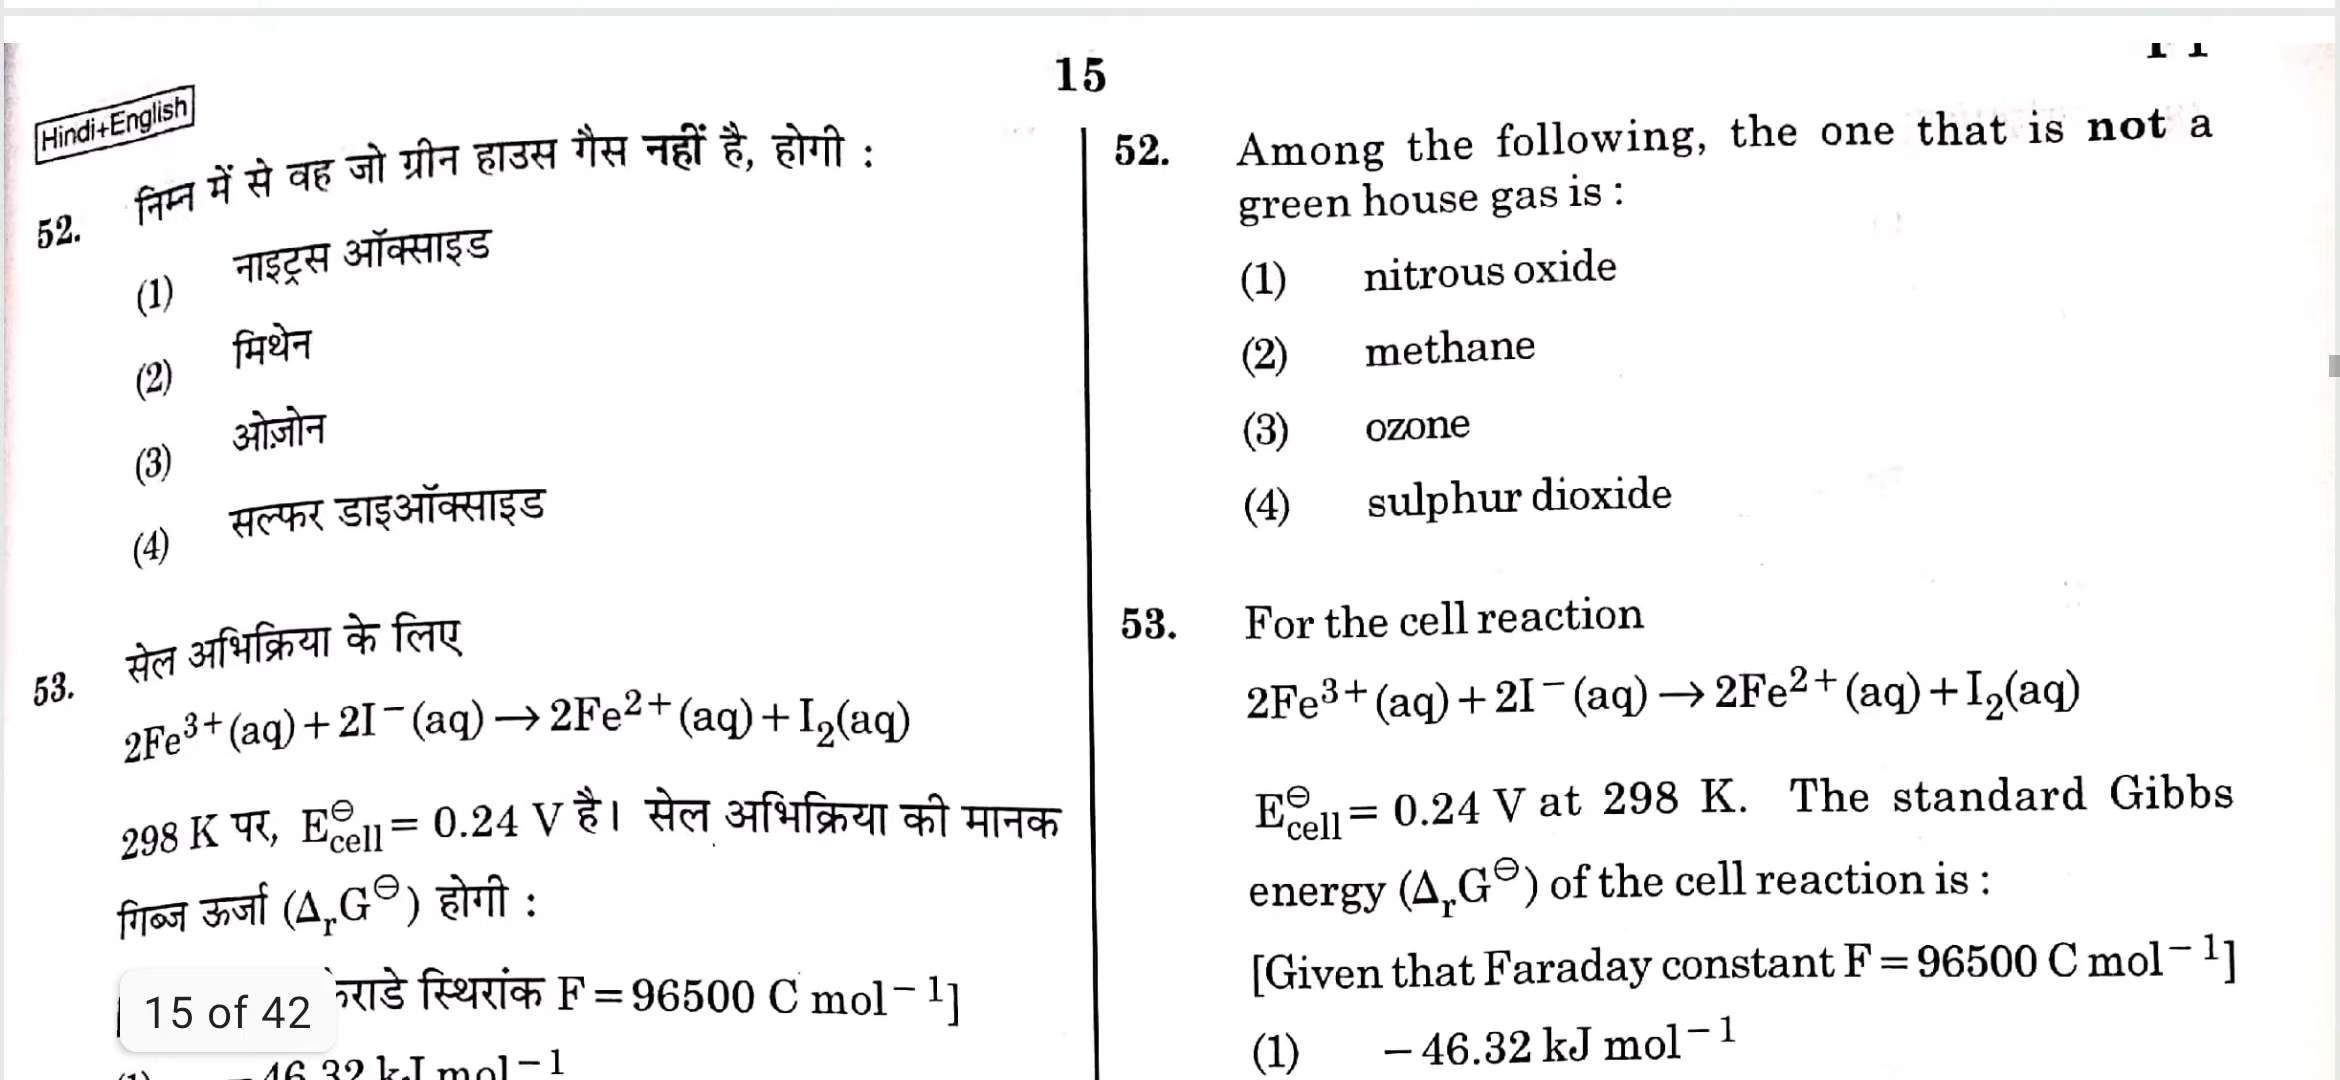 15
Hindi+English
52. निम्न में से वह जो ग्रीन हाउस गैस नहीं है, होगी :
(1) नाइट्रस ऑक्साइड
(2) मिथेन
(3) ओज़ोन
(4) सल्फर डाइऑक्साइड
53. सेल अभिक्रिया के लिए
2Fe³⁺(aq) + 2I⁻(aq) → 2Fe²⁺(aq) + I₂(aq)
298 K पर, E⊖cell = 0.24 V है। सेल अभिक्रिया की मानक
गिब्ज ऊर्जा (ΔᵣG⊖) होगी :
स्थिरांक F = 96500 C mol⁻¹]
– 46.32 kJ mol⁻¹
15 of 42
52. Among the following, the one that is not a
green house gas is :
(1) nitrous oxide
(2) methane
(3) ozone
(4) sulphur dioxide
53. For the cell reaction
2Fe³⁺(aq) + 2I⁻(aq) → 2Fe²⁺(aq) + I₂(aq)
E⊖cell = 0.24 V at 298 K. The standard Gibbs
energy (ΔᵣG⊖) of the cell reaction is :
[Given that Faraday constant F = 96500 C mol⁻¹]
(1) – 46.32 kJ mol⁻¹